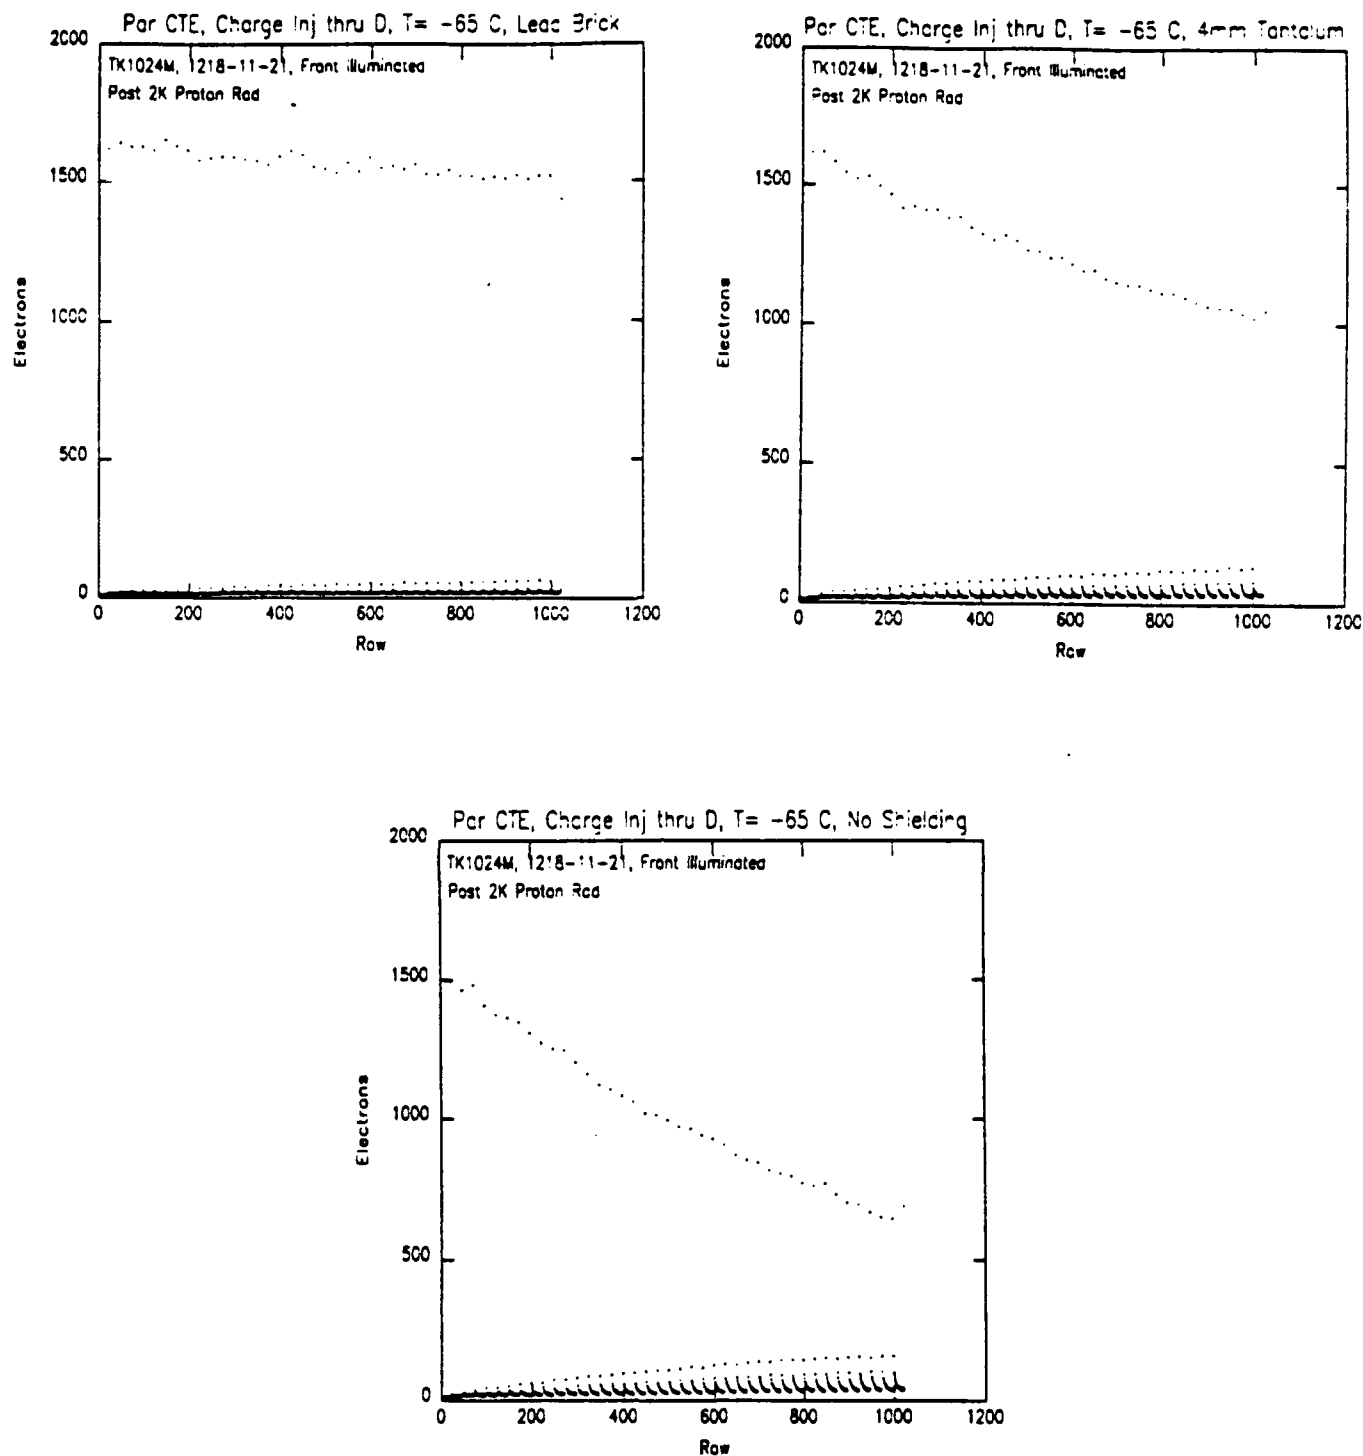 Par CTE, Charge Inj thru D, T= -65 C, Lead Brick
2000
TK1024M, 1218-11-21, Front Illuminated
Post 2K Proton Rad
1500
1000
500
0
Electrons
0 200 400 600 800 1000 1200
Row
Par CTE, Charge Inj thru D, T= -65 C, 4mm Tantalum
2000
TK1024M, 1218-11-21, Front Illuminated
Post 2K Proton Rad
1500
1000
500
0
Electrons
0 200 400 600 800 1000 1200
Row
Par CTE, Charge Inj thru D, T= -65 C, No Shielding
2000
TK1024M, 1218-11-21, Front Illuminated
Post 2K Proton Rad
1500
1000
500
0
Electrons
0 200 400 600 800 1000 1200
Row